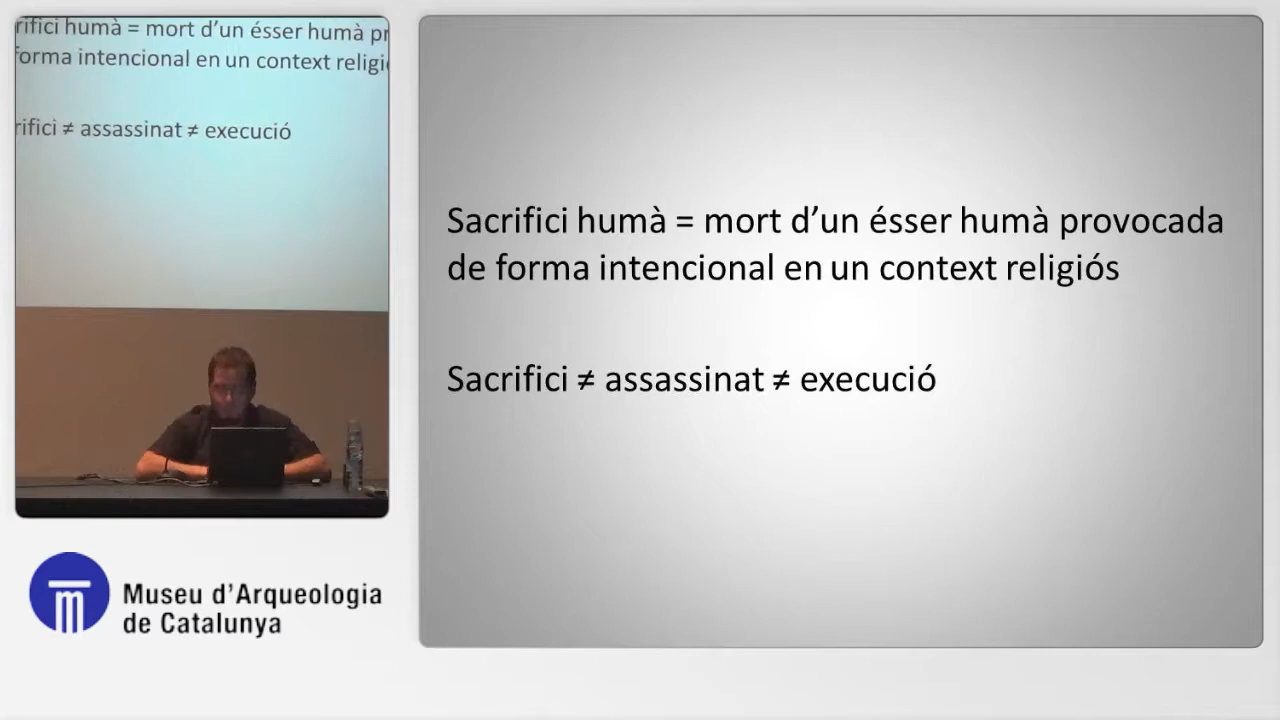 rifici humà = mort d’un ésser humà pr
forma intencional en un context religi
rifici ≠ assassinat ≠ execució
Sacrifici humà = mort d’un ésser humà provocada
de forma intencional en un context religiós
Sacrifici ≠ assassinat ≠ execució
Museu d’Arqueologia
de Catalunya